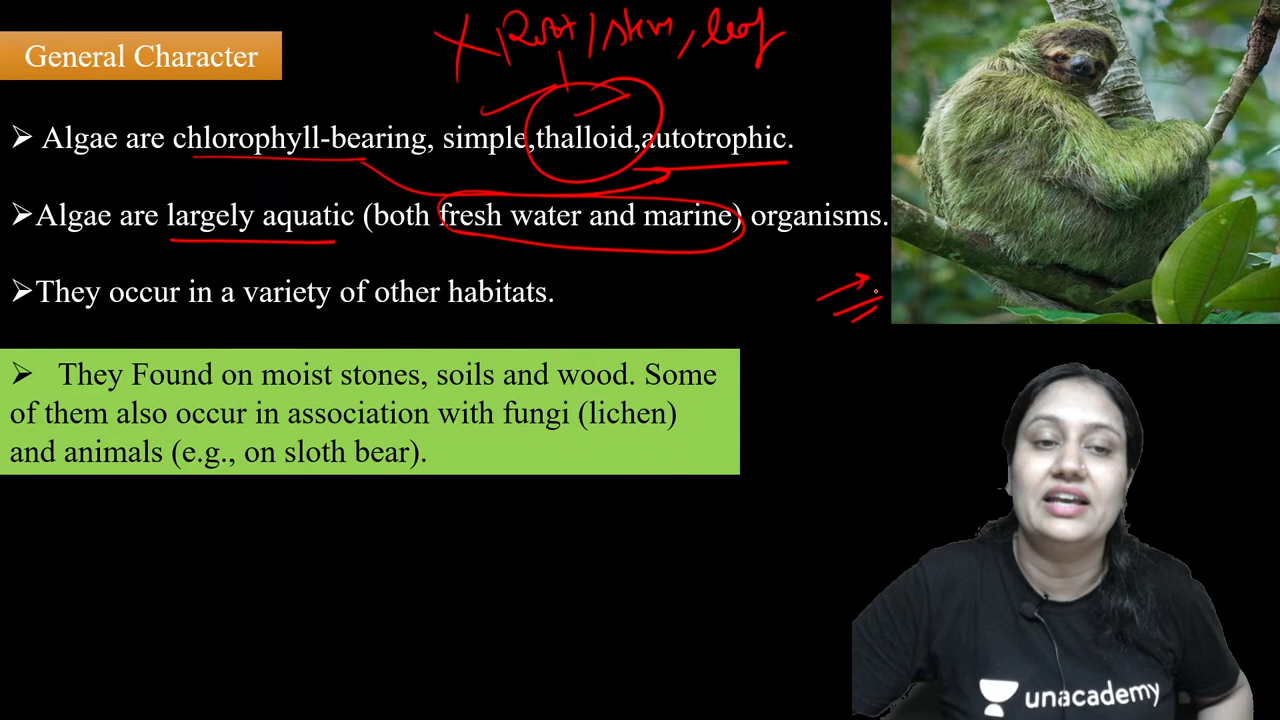 X Root / stem, leaf
General Character
➢ Algae are chlorophyll-bearing, simple,thalloid,autotrophic.
➢Algae are largely aquatic (both fresh water and marine) organisms.
➢They occur in a variety of other habitats.
➢ They Found on moist stones, soils and wood. Some
of them also occur in association with fungi (lichen)
and animals (e.g., on sloth bear).
unacademy